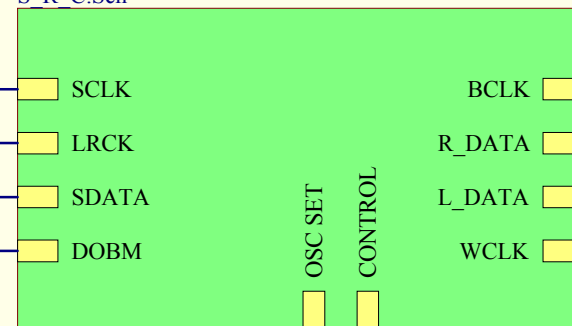 SCLK
BCLK
LRCK
R_DATA
SDATA
L_DATA
DOBM
WCLK
OSC SET
CONTROL